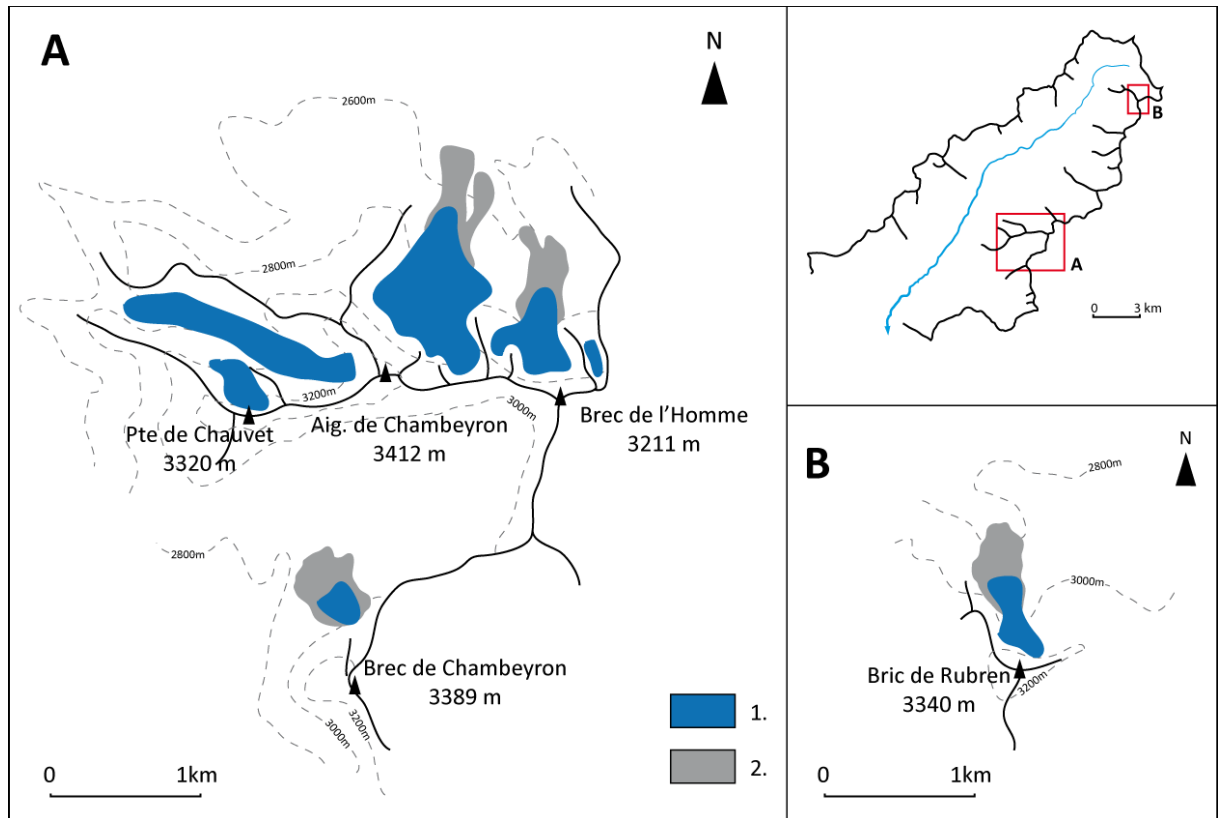 A
N
2600m
2800m
3200m
3000m
Pte de Chauvet
3320 m
Aig. de Chambeyron
3412 m
Brec de l’Homme
3211 m
2800m
Brec de Chambeyron
3389 m
3200m
3000m
0 1km
1.
2.
B
A
0 3 km
B
N
2800m
3000m
Bric de Rubren
3340 m
3200m
0 1km